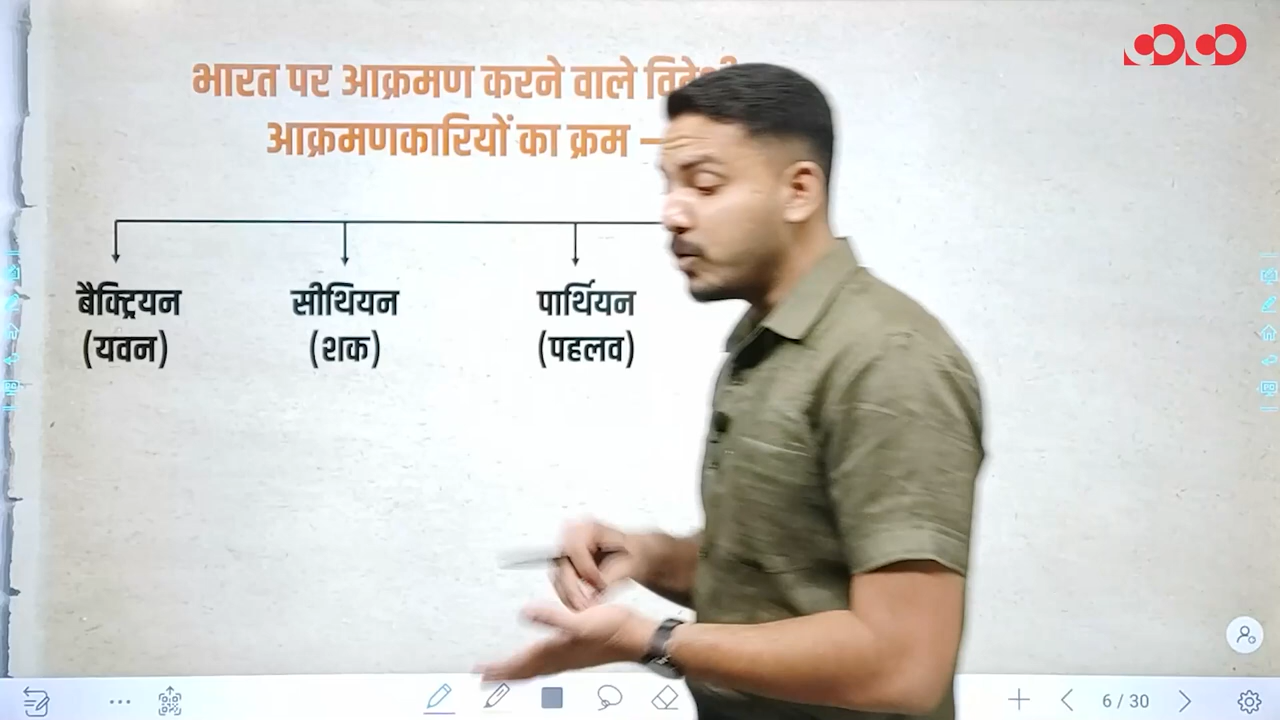 भारत पर आक्रमण करने वाले
आक्रमणकारियों का क्रम –
बैक्ट्रियन
(यवन)
सीथियन
(शक)
पार्थियन
(पहलव)
6 / 30